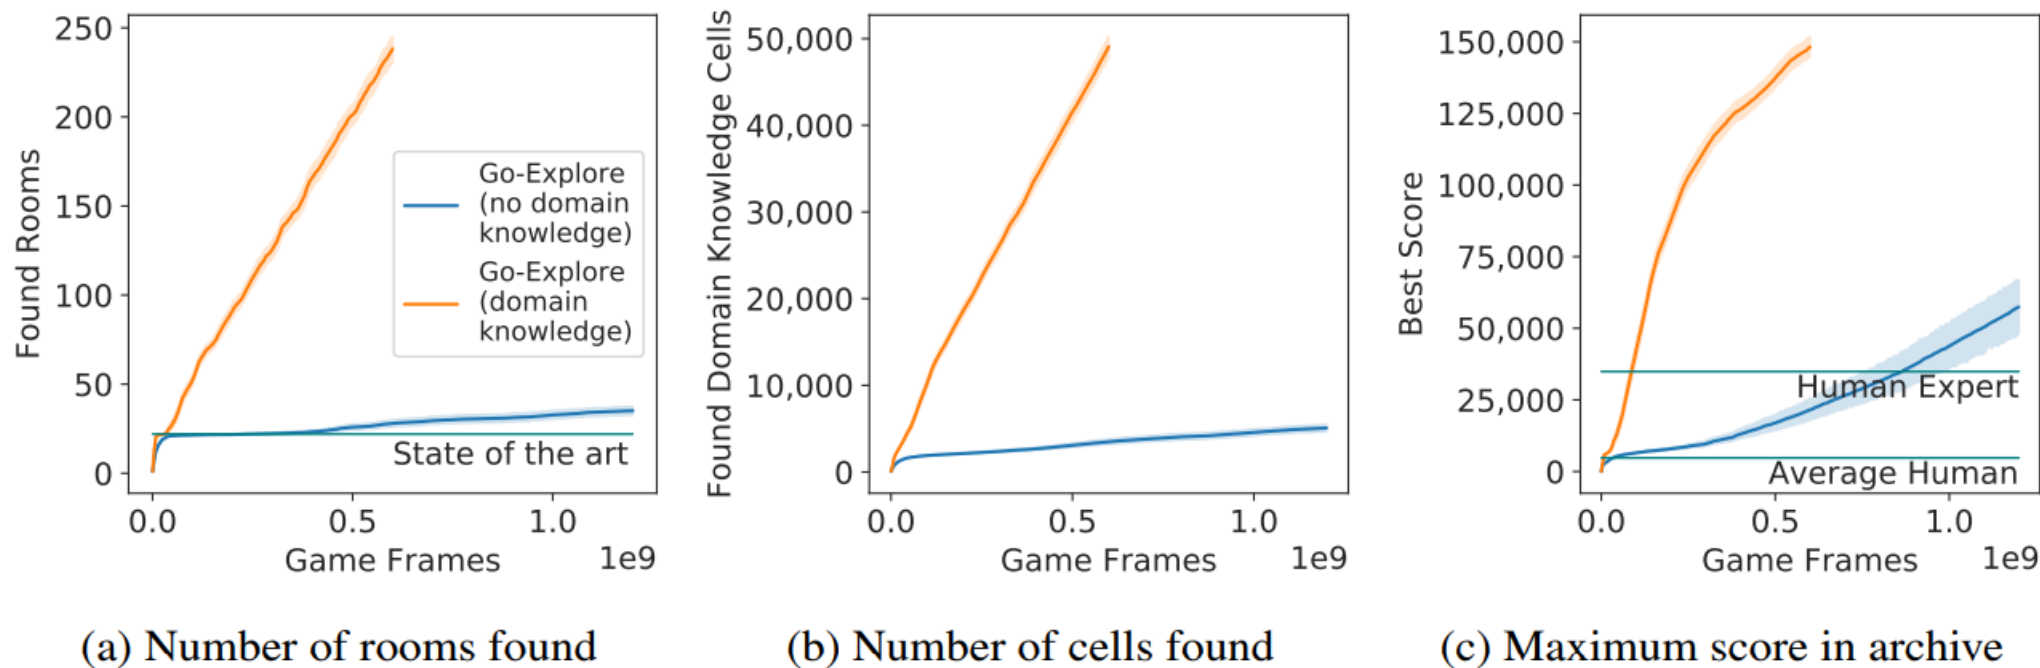 250
200
150
100
50
0
Found Rooms
Go-Explore
(no domain
knowledge)
Go-Explore
(domain
knowledge)
State of the art
0.0 0.5 1.0
Game Frames 1e9
(a) Number of rooms found
50,000
40,000
30,000
20,000
10,000
0
Found Domain Knowledge Cells
0.0 0.5 1.0
Game Frames 1e9
(b) Number of cells found
150,000
125,000
100,000
75,000
50,000
25,000
0
Best Score
Human Expert
Average Human
0.0 0.5 1.0
Game Frames 1e9
(c) Maximum score in archive